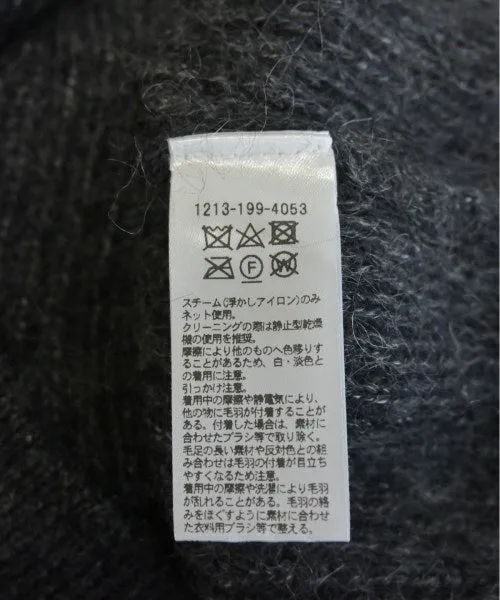 1213-199-4053
F
W
スチーム(浮かしアイロン)のみ
ネット使用。
クリーニングの際は静止型乾燥
機の使用を推奨。
摩擦により他のものへ色移りす
ることがあるため、白・淡色と
の着用に注意。
引っかけ注意。
着用中の摩擦や静電気により、
他の物に毛羽が付着することが
ある。付着した場合は、素材に
合わせたブラシ等で取り除く。
毛足の長い素材や反対色との組
み合わせは毛羽の付着が目立ち
やすくなるため注意。
着用中の摩擦や洗濯により毛羽
が乱れることがある。毛羽の絡
みをほぐすように素材に合わせ
た衣料用ブラシ等で整える。